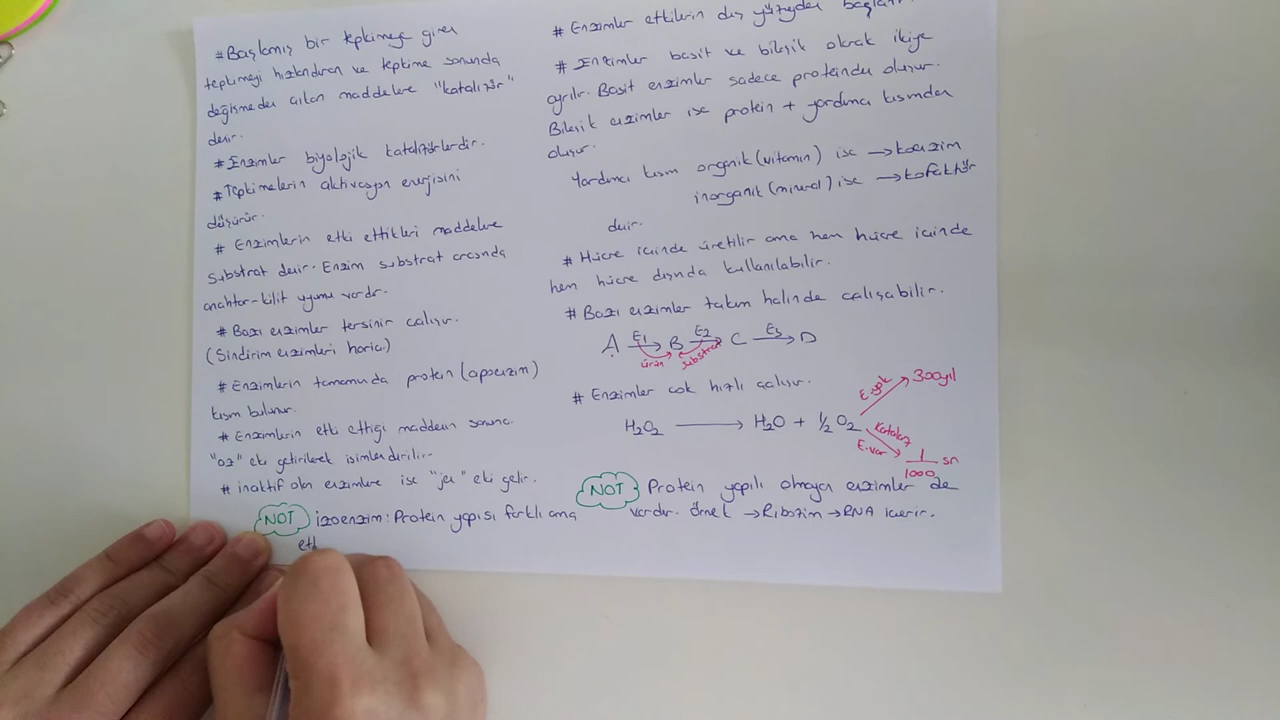 #Başlamış bir tepkimeye giren
tepkimeyi hızlandıran ve tepkime sonunda
değişmeden çıkan maddelere "katalizör"
denir.
#Enzimler biyolojik katalizörlerdir.
#Tepkimelerin aktivasyon enerjisini
düşürür.
# Enzimlerin etki ettikleri maddelere
substrat denir. Enzim substrat arasında
anahtar-kilit uyumu vardır.
# Bazı enzimler tersinir çalışır.
(Sindirim enzimleri hariç)
# Enzimlerin tamamında protein (apoenzim)
kısmı bulunur.
# Enzimlerin etki ettiği maddenin sonuna
"az" eki getirilerek isimlendirilir.
# inaktif olan enzimlere ise "jen" eki gelir.
NOT izoenzim: Protein yapısı farklı ama
etk
# Enzimler etkilerini dış yüzeyden başlatır.
# Enzimler basit ve bileşik olarak ikiye
ayrılır. Basit enzimler sadece proteinden oluşur.
Bileşik enzimler ise protein + yardımcı kısımdan
oluşur.
Yardımcı kısım organik (vitamin) ise → koenzim
inorganik (mineral) ise → kofaktör
denir.
# Hücre içinde üretilir ama hem hücre içinde
hem hücre dışında kullanılabilir.
# Bazı enzimler takım halinde çalışabilir.
A E1→ B E2→ C E3→ D
ürün substrat
# Enzimler çok hızlı çalışır.
H₂O₂ → H₂O + ½ O₂
E. yok 300 yıl
Katalaz
E. var 1/1000 sn
NOT Protein yapılı olmayan enzimler de
vardır. Örnek → Ribozim → RNA içerir.